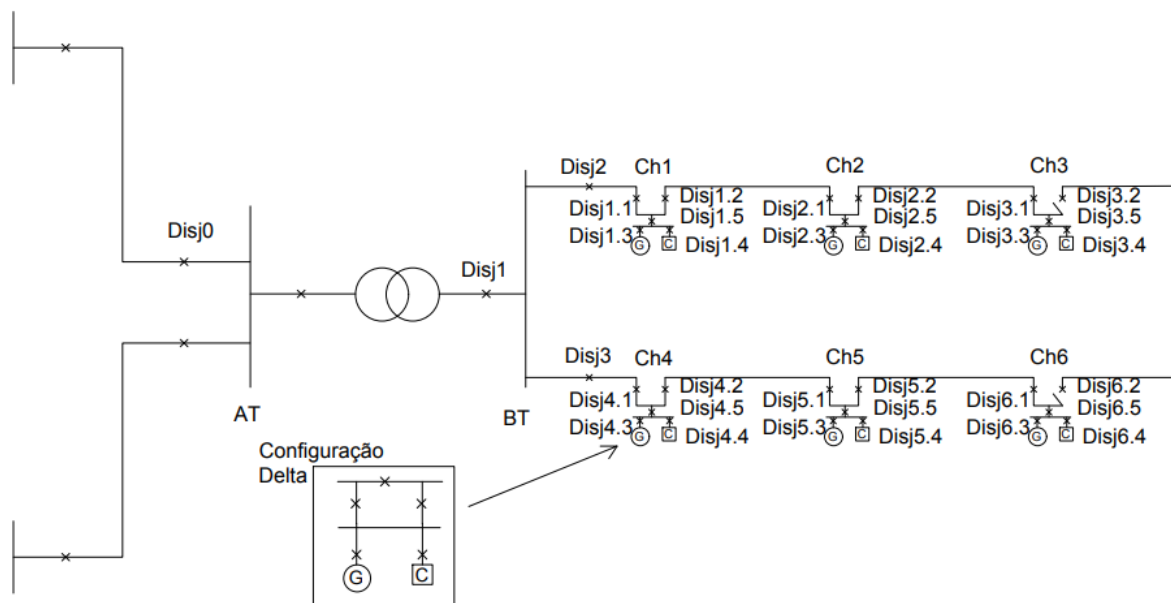 Disj0
AT
Disj1
BT
Disj2
Ch1
Disj1.1
Disj1.2
Disj1.5
Disj1.3
G
C
Disj1.4
Ch2
Disj2.1
Disj2.2
Disj2.5
Disj2.3
G
C
Disj2.4
Ch3
Disj3.1
Disj3.2
Disj3.5
Disj3.3
G
C
Disj3.4
Disj3
Ch4
Disj4.1
Disj4.2
Disj4.5
Disj4.3
G
C
Disj4.4
Ch5
Disj5.1
Disj5.2
Disj5.5
Disj5.3
G
C
Disj5.4
Ch6
Disj6.1
Disj6.2
Disj6.5
Disj6.3
G
C
Disj6.4
Configuração
Delta
G
C